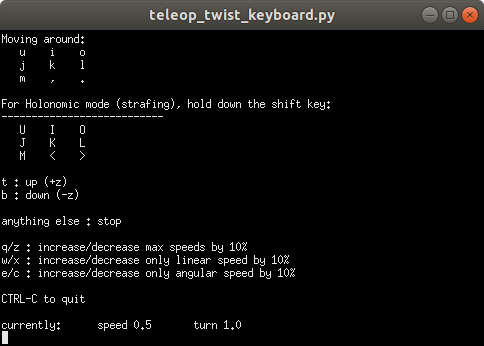 teleop_twist_keyboard.py
Moving around:
   u    i    o
   j    k    l
   m    ,    .
For Holonomic mode (strafing), hold down the shift key:
---------------------------
   U    I    O
   J    K    L
   M    <    >
t : up (+z)
b : down (-z)
anything else : stop
q/z : increase/decrease max speeds by 10%
w/x : increase/decrease only linear speed by 10%
e/c : increase/decrease only angular speed by 10%
CTRL-C to quit
currently:      speed 0.5       turn 1.0